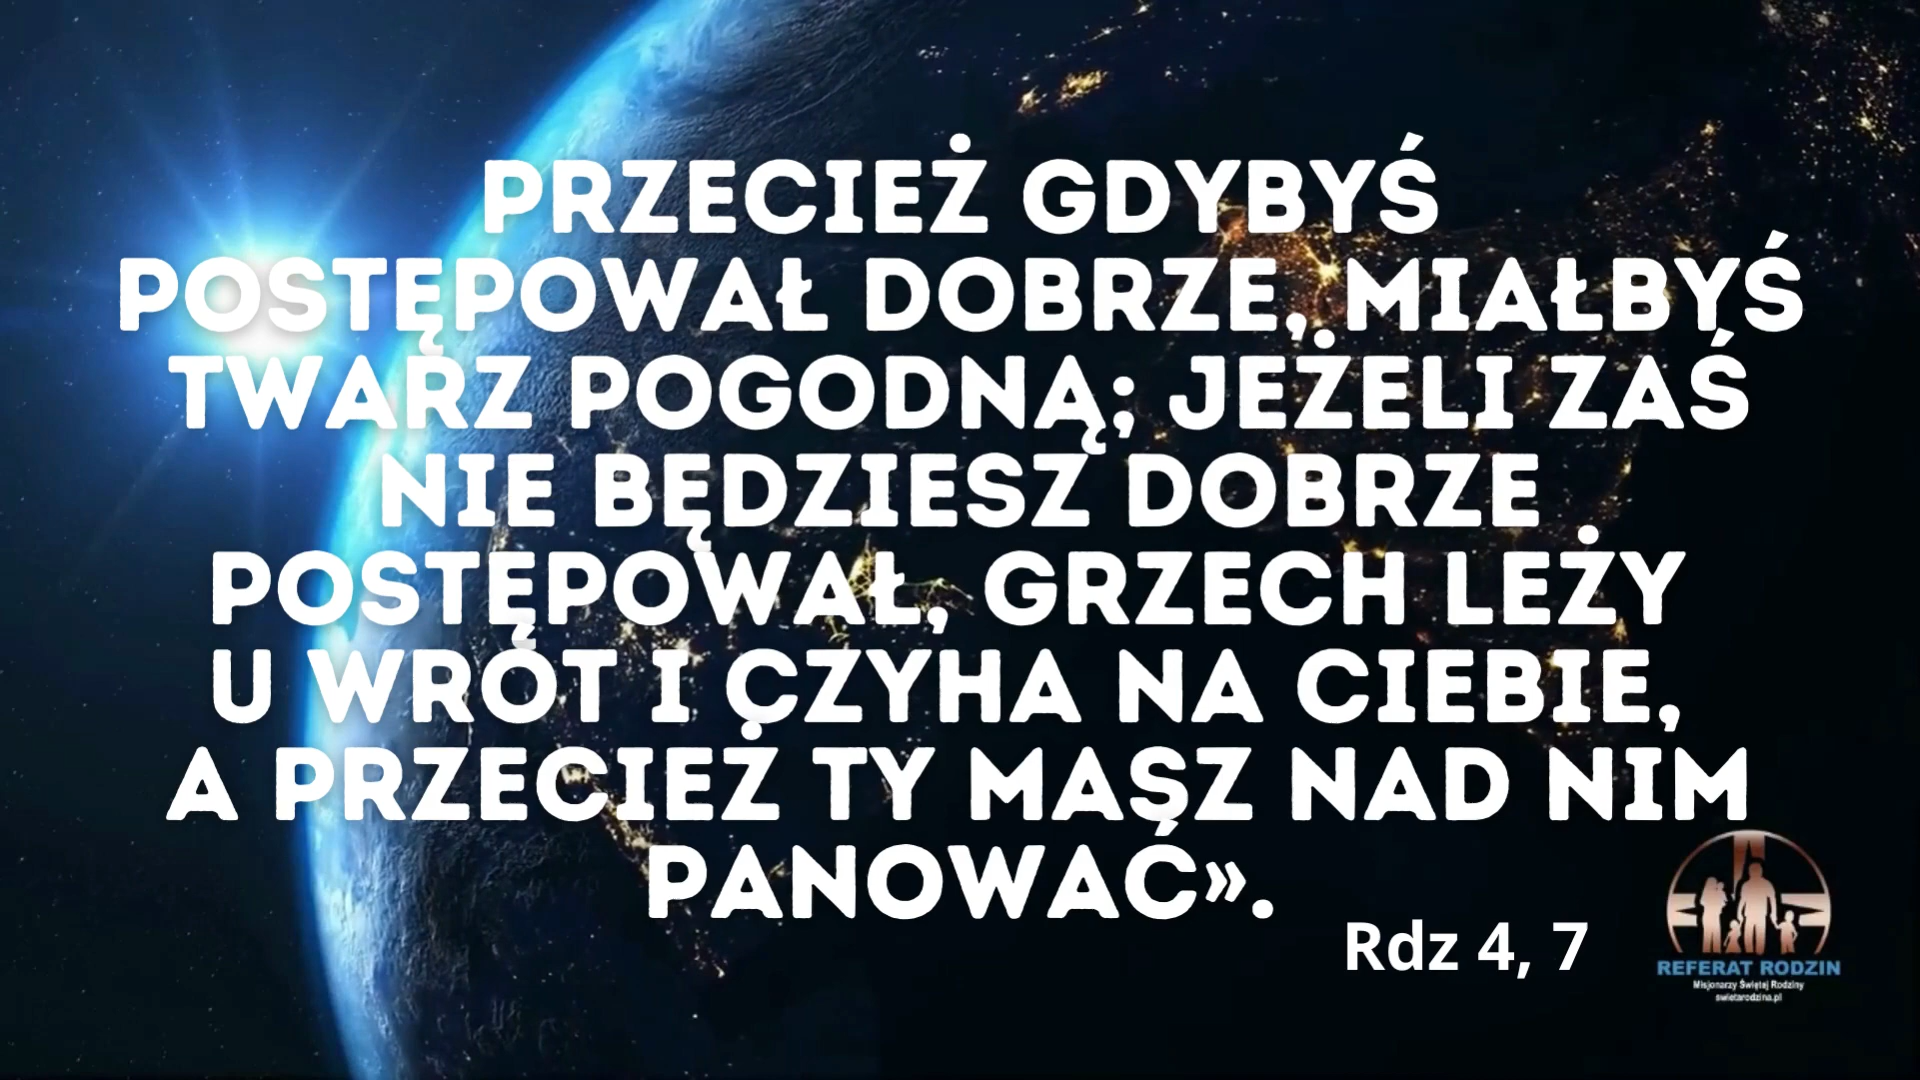 PRZECIEŻ GDYBYŚ
POSTĘPOWAŁ DOBRZE, MIAŁBYŚ
TWARZ POGODNĄ; JEŻELI ZAŚ
NIE BĘDZIESZ DOBRZE
POSTĘPOWAŁ, GRZECH LEŻY
U WRÓT I CZYHA NA CIEBIE,
A PRZECIEŻ TY MASZ NAD NIM
PANOWAĆ».
Rdz 4, 7
REFERAT RODZIN
Misjonarzy Świętej Rodziny
swietarodzina.pl